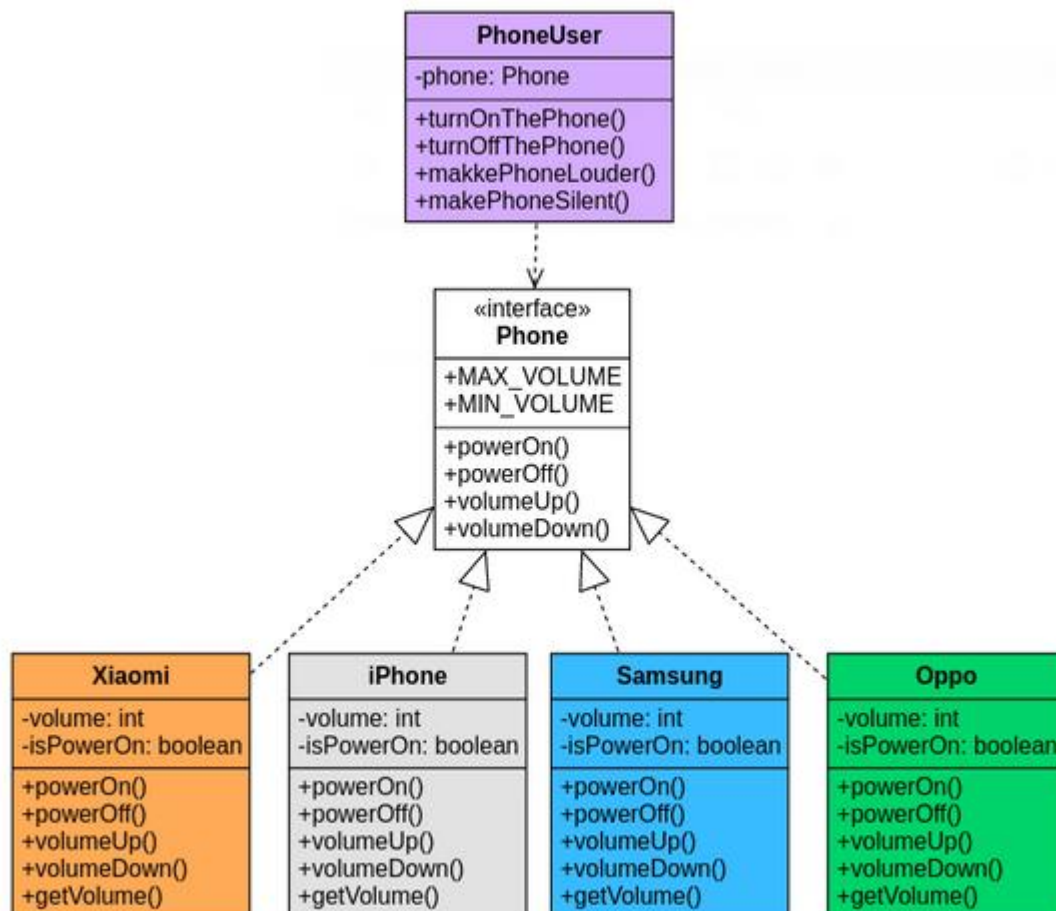 PhoneUser
-phone: Phone
+turnOnThePhone()
+turnOffThePhone()
+makkePhoneLouder()
+makePhoneSilent()
«interface»
Phone
+MAX_VOLUME
+MIN_VOLUME
+powerOn()
+powerOff()
+volumeUp()
+volumeDown()
Xiaomi
-volume: int
-isPowerOn: boolean
+powerOn()
+powerOff()
+volumeUp()
+volumeDown()
+getVolume()
iPhone
-volume: int
-isPowerOn: boolean
+powerOn()
+powerOff()
+volumeUp()
+volumeDown()
+getVolume()
Samsung
-volume: int
-isPowerOn: boolean
+powerOn()
+powerOff()
+volumeUp()
+volumeDown()
+getVolume()
Oppo
-volume: int
-isPowerOn: boolean
+powerOn()
+powerOff()
+volumeUp()
+volumeDown()
+getVolume()